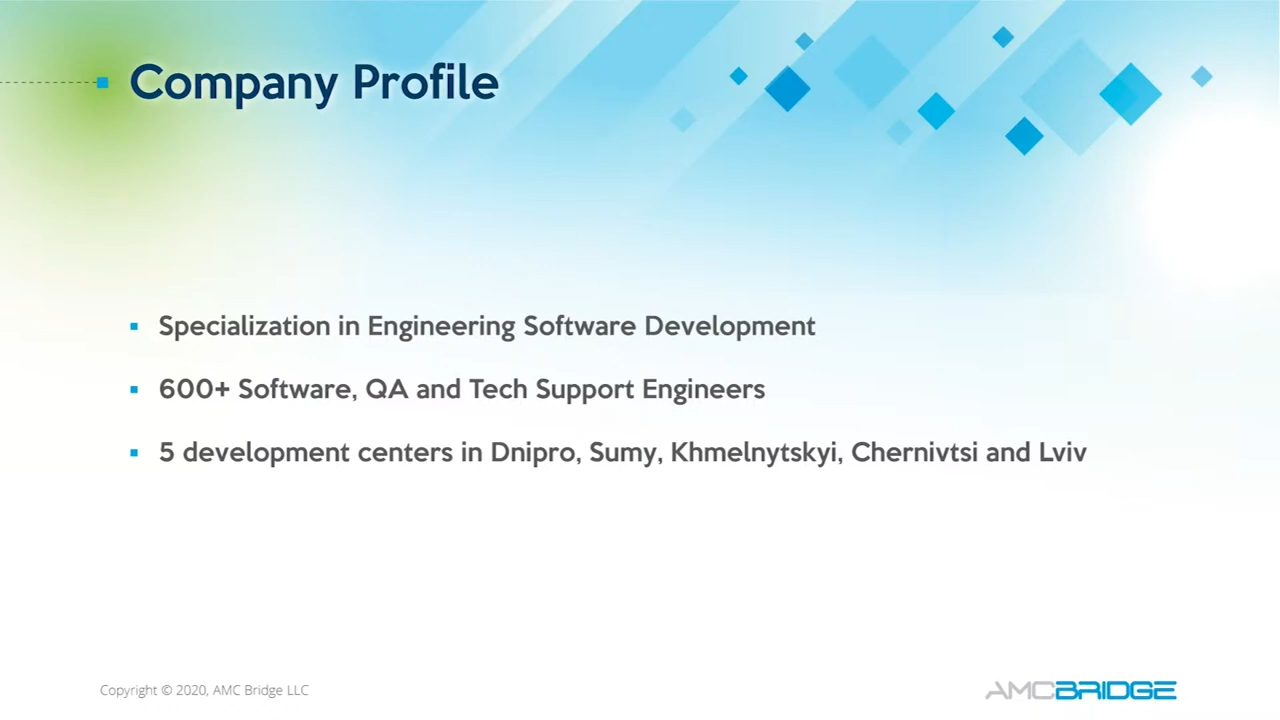 Company Profile
Specialization in Engineering Software Development
600+ Software, QA and Tech Support Engineers
5 development centers in Dnipro, Sumy, Khmelnytskyi, Chernivtsi and Lviv
Copyright © 2020, AMC Bridge LLC
AMCBRIDGE